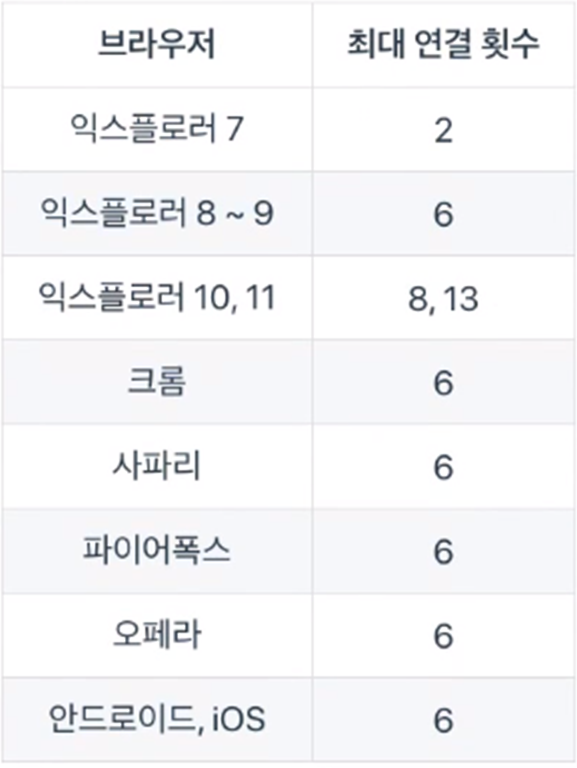 브라우저 최대 연결 횟수
익스플로러 7 2
익스플로러 8 ~ 9 6
익스플로러 10, 11 8, 13
크롬 6
사파리 6
파이어폭스 6
오페라 6
안드로이드, iOS 6